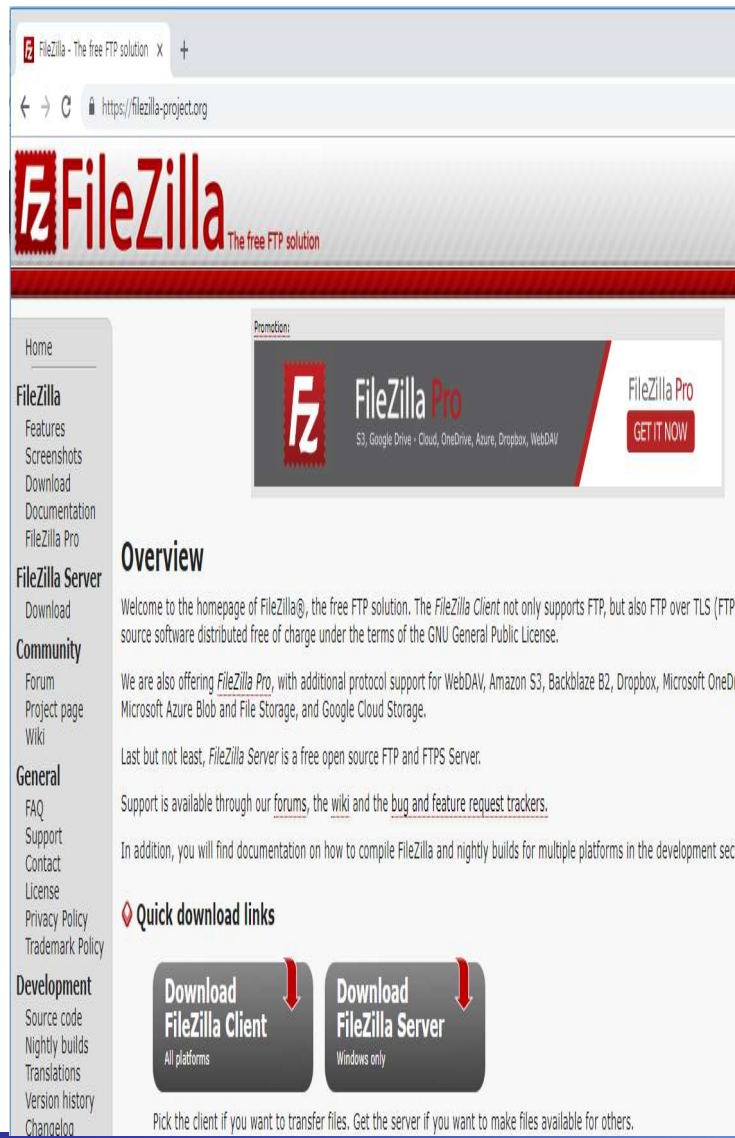 FileZilla - The free FTP solution
https://filezilla-project.org
FileZilla The free FTP solution
Home
FileZilla
Features
Screenshots
Download
Documentation
FileZilla Pro
FileZilla Server
Download
Community
Forum
Project page
Wiki
General
FAQ
Support
Contact
License
Privacy Policy
Trademark Policy
Development
Source code
Nightly builds
Translations
Version history
Changelog
Promotion:
FileZilla Pro
S3, Google Drive - Cloud, OneDrive, Azure, Dropbox, WebDAV
FileZilla Pro
GET IT NOW
Overview
Welcome to the homepage of FileZilla®, the free FTP solution. The FileZilla Client not only supports FTP, but also FTP over TLS (FTP
source software distributed free of charge under the terms of the GNU General Public License.
We are also offering FileZilla Pro, with additional protocol support for WebDAV, Amazon S3, Backblaze B2, Dropbox, Microsoft OneDr
Microsoft Azure Blob and File Storage, and Google Cloud Storage.
Last but not least, FileZilla Server is a free open source FTP and FTPS Server.
Support is available through our forums, the wiki and the bug and feature request trackers.
In addition, you will find documentation on how to compile FileZilla and nightly builds for multiple platforms in the development sec
Quick download links
Download
FileZilla Client
All platforms
Download
FileZilla Server
Windows only
Pick the client if you want to transfer files. Get the server if you want to make files available for others.